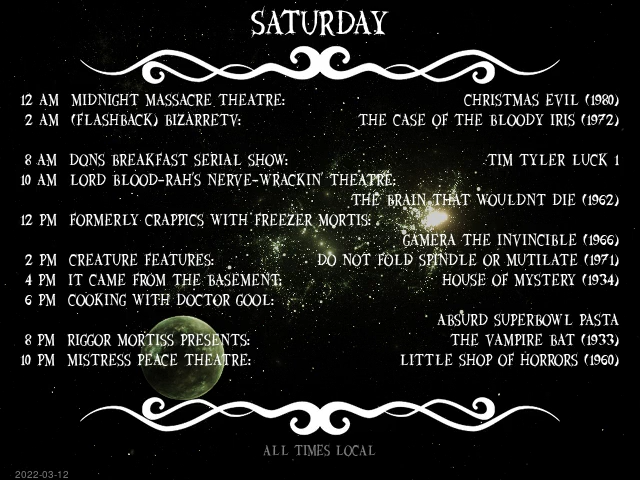 SATURDAY
12 AM MIDNIGHT MASSACRE THEATRE: CHRISTMAS EVIL (1980)
2 AM (FLASHBACK) BIZARRETV: THE CASE OF THE BLOODY IRIS (1972)
8 AM DONS BREAKFAST SERIAL SHOW: TIM TYLER LUCK 1
10 AM LORD BLOOD-RAH'S NERVE-WRACKIN' THEATRE:
THE BRAIN THAT WOULDNT DIE (1962)
12 PM FORMERLY CRAPPICS WITH FREEZER MORTIS:
GAMERA THE INVINCIBLE (1966)
2 PM CREATURE FEATURES: DO NOT FOLD SPINDLE OR MUTILATE (1971)
4 PM IT CAME FROM THE BASEMENT: HOUSE OF MYSTERY (1934)
6 PM COOKING WITH DOCTOR GOOL:
ABSURD SUPERBOWL PASTA
8 PM RIGGOR MORTISS PRESENTS: THE VAMPIRE BAT (1933)
10 PM MISTRESS PEACE THEATRE: LITTLE SHOP OF HORRORS (1960)
ALL TIMES LOCAL
2022-03-12